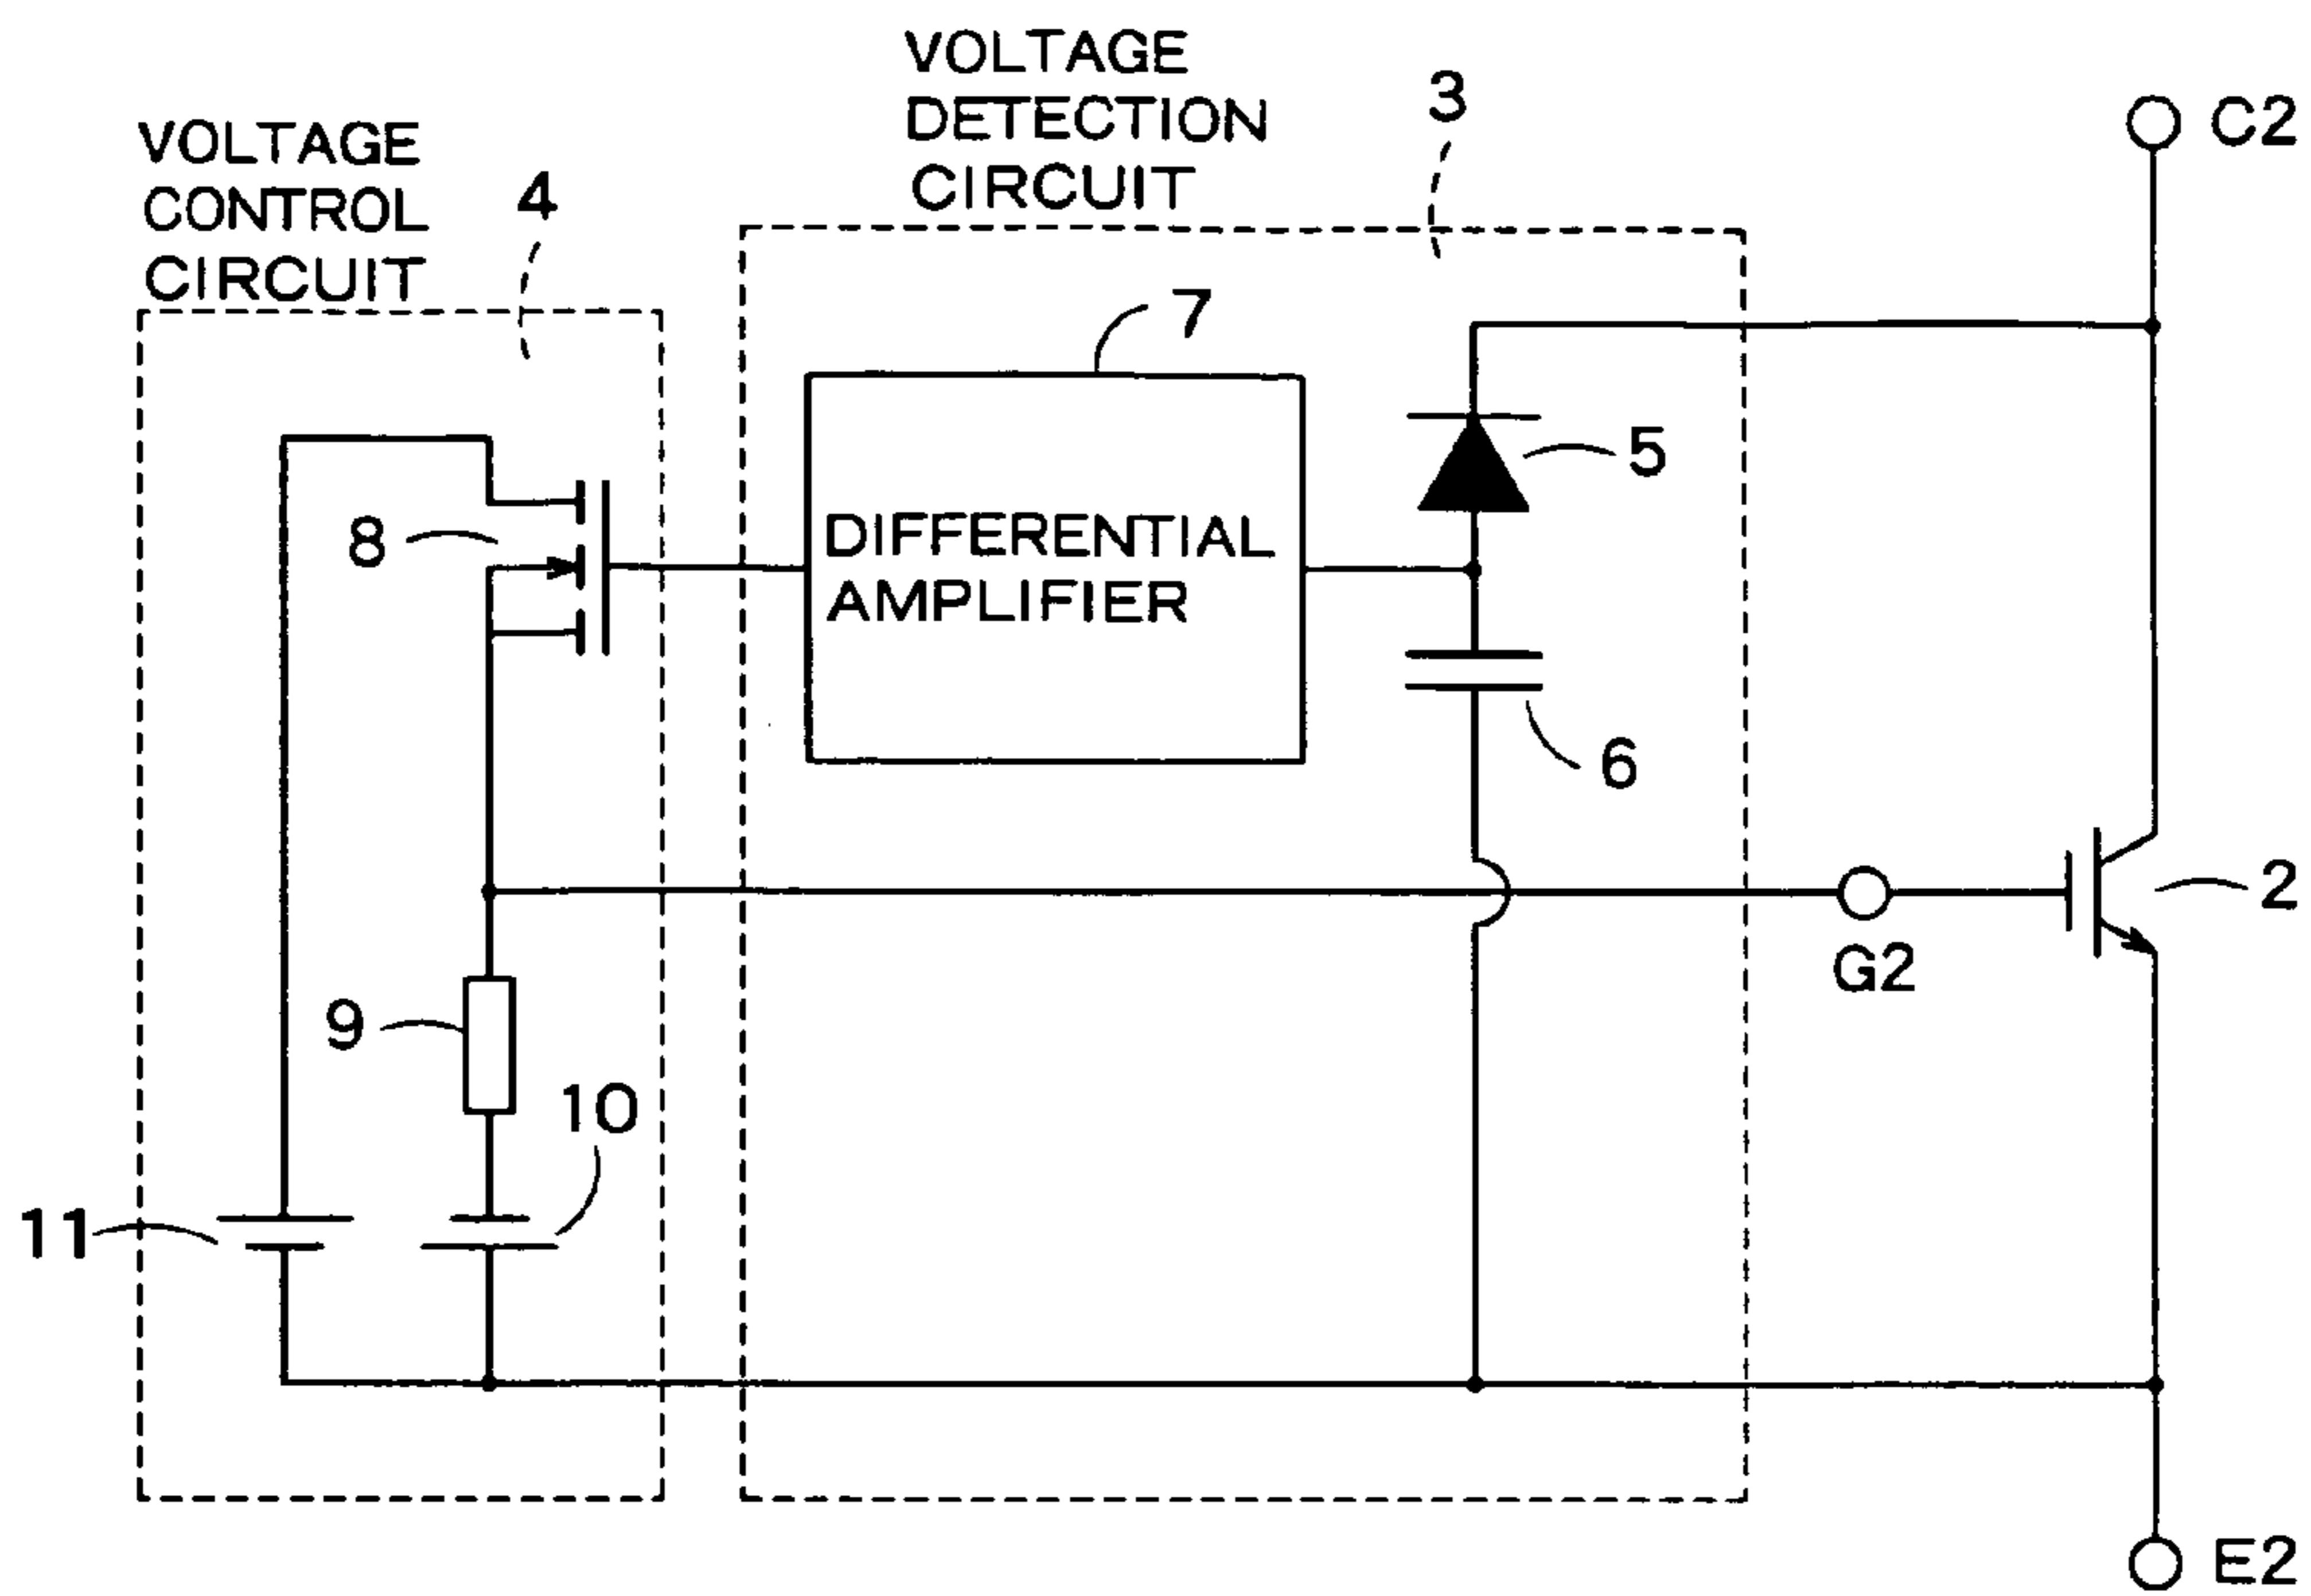 VOLTAGE
DETECTION
CIRCUIT
3
C2
VOLTAGE
CONTROL
CIRCUIT
4
7
5
8
DIFFERENTIAL
AMPLIFIER
6
2
G2
9
10
11
E2